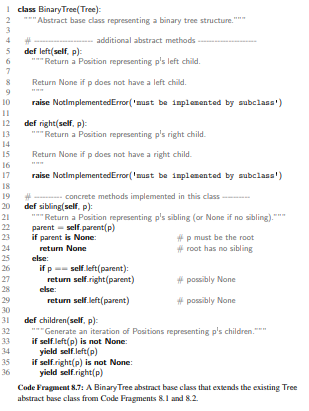 1 class BinaryTree(Tree):
2 """Abstract base class representing a binary tree structure."""
3
4 # --------------------- additional abstract methods ---------------------
5 def left(self, p):
6 """Return a Position representing p's left child.
7
8 Return None if p does not have a left child.
9 """
10 raise NotImplementedError('must be implemented by subclass')
11
12 def right(self, p):
13 """Return a Position representing p's right child.
14
15 Return None if p does not have a right child.
16 """
17 raise NotImplementedError('must be implemented by subclass')
18
19 # ---------- concrete methods implemented in this class ----------
20 def sibling(self, p):
21 """Return a Position representing p's sibling (or None if no sibling)."""
22 parent = self.parent(p)
23 if parent is None: # p must be the root
24 return None # root has no sibling
25 else:
26 if p == self.left(parent):
27 return self.right(parent) # possibly None
28 else:
29 return self.left(parent) # possibly None
30
31 def children(self, p):
32 """Generate an iteration of Positions representing p's children."""
33 if self.left(p) is not None:
34 yield self.left(p)
35 if self.right(p) is not None:
36 yield self.right(p)
Code Fragment 8.7: A BinaryTree abstract base class that extends the existing Tree
abstract base class from Code Fragments 8.1 and 8.2.